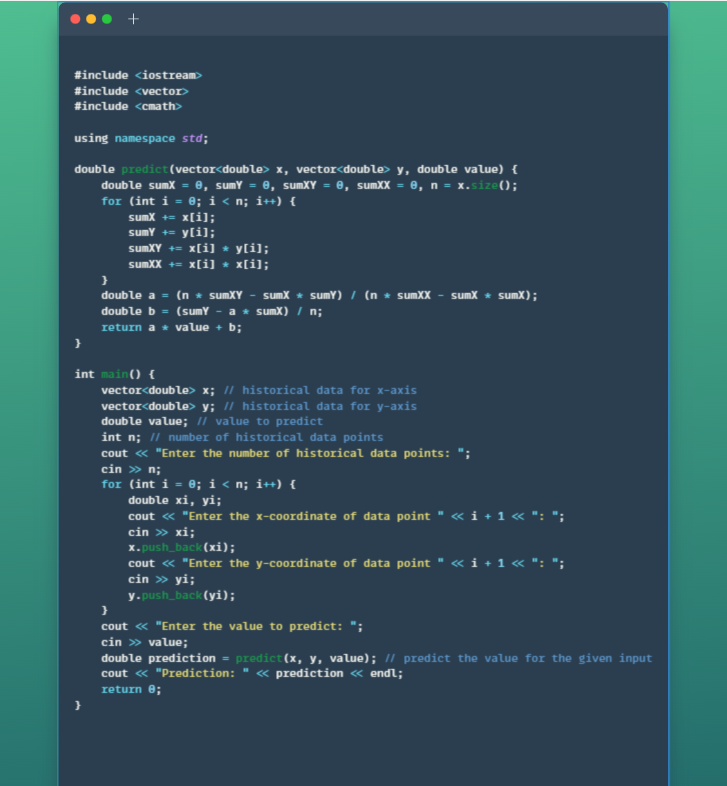 #include <iostream>
#include <vector>
#include <cmath>
using namespace std;
double predict(vector<double> x, vector<double> y, double value) {
    double sumX = 0, sumY = 0, sumXY = 0, sumXX = 0, n = x.size();
    for (int i = 0; i < n; i++) {
        sumX += x[i];
        sumY += y[i];
        sumXY += x[i] * y[i];
        sumXX += x[i] * x[i];
    }
    double a = (n * sumXY - sumX * sumY) / (n * sumXX - sumX * sumX);
    double b = (sumY - a * sumX) / n;
    return a * value + b;
}
int main() {
    vector<double> x; // historical data for x-axis
    vector<double> y; // historical data for y-axis
    double value; // value to predict
    int n; // number of historical data points
    cout << "Enter the number of historical data points: ";
    cin >> n;
    for (int i = 0; i < n; i++) {
        double xi, yi;
        cout << "Enter the x-coordinate of data point " << i + 1 << ": ";
        cin >> xi;
        x.push_back(xi);
        cout << "Enter the y-coordinate of data point " << i + 1 << ": ";
        cin >> yi;
        y.push_back(yi);
    }
    cout << "Enter the value to predict: ";
    cin >> value;
    double prediction = predict(x, y, value); // predict the value for the given input
    cout << "Prediction: " << prediction << endl;
    return 0;
}